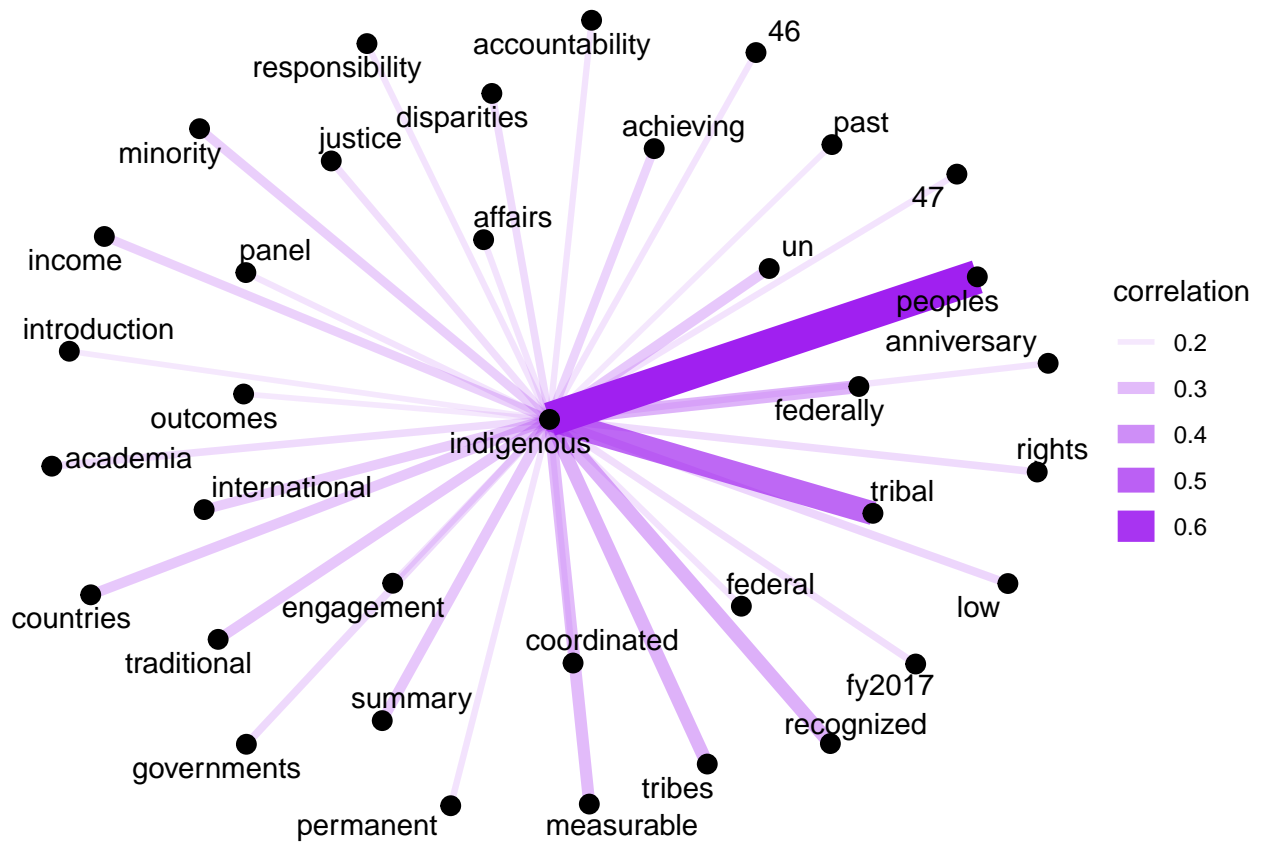 accountability
46
responsibility
disparities
achieving
past
justice
minority
47
affairs
un
panel
income
peoples
correlation
introduction
anniversary
0.2
0.3
federally
outcomes
0.4
indigenous
rights
academia
0.5
international
tribal
0.6
federal
engagement
low
countries
coordinated
traditional
fy2017
summary
recognized
governments
tribes
permanent
measurable